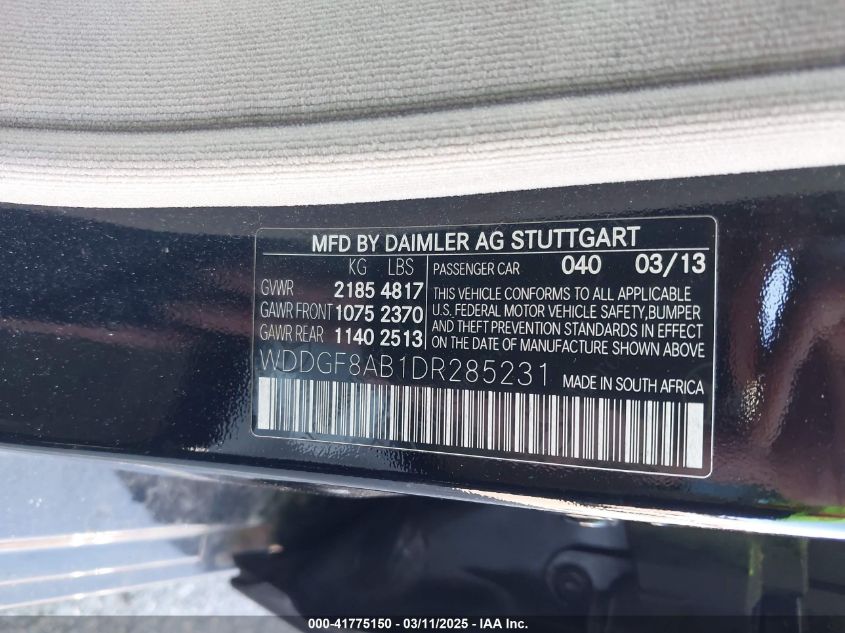 MFD BY DAIMLER AG STUTTGART
KG LBS
GVWR 2185 4817
GAWR FRONT 1075 2370
GAWR REAR 1140 2513
PASSENGER CAR 040 03/13
THIS VEHICLE CONFORMS TO ALL APPLICABLE
U.S. FEDERAL MOTOR VEHICLE SAFETY,BUMPER
AND THEFT PREVENTION STANDARDS IN EFFECT
ON THE DATE OF MANUFACTURE SHOWN ABOVE
WDDGF8AB1DR285231 MADE IN SOUTH AFRICA
000-41775150 - 03/11/2025 - IAA Inc.